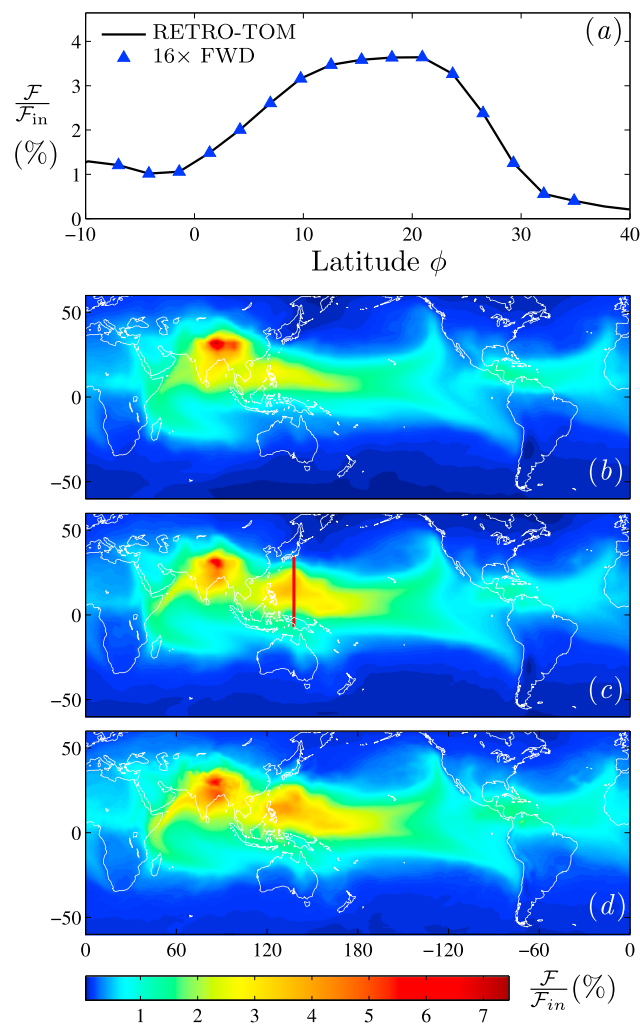 (a)
RETRO-TOM
16× FWD
ℱ
ℱin
(%)
4
3
2
1
0
−10 0 10 20 30 40
Latitude ϕ
50
0
−50
(b)
50
0
−50
(c)
50
0
−50
(d)
0 60 120 180 −120 −60 0
1 2 3 4 5 6 7
ℱ
ℱin (%)